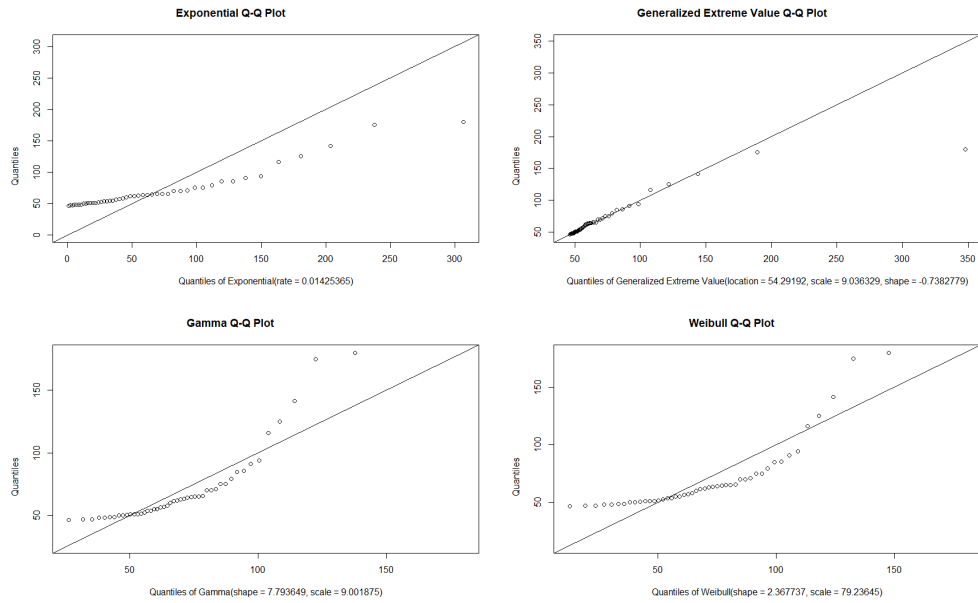 Exponential Q-Q Plot
Quantiles
0 50 100 150 200 250 300
0 50 100 150 200 250 300
Quantiles of Exponential(rate = 0.01425365)
Generalized Extreme Value Q-Q Plot
Quantiles
50 100 150 200 250 300 350
50 100 150 200 250 300 350
Quantiles of Generalized Extreme Value(location = 54.29192, scale = 9.036329, shape = -0.7382779)
Gamma Q-Q Plot
Quantiles
50 100 150
50 100 150
Quantiles of Gamma(shape = 7.793649, scale = 9.001875)
Weibull Q-Q Plot
Quantiles
50 100 150
50 100 150
Quantiles of Weibull(shape = 2.367737, scale = 79.23645)